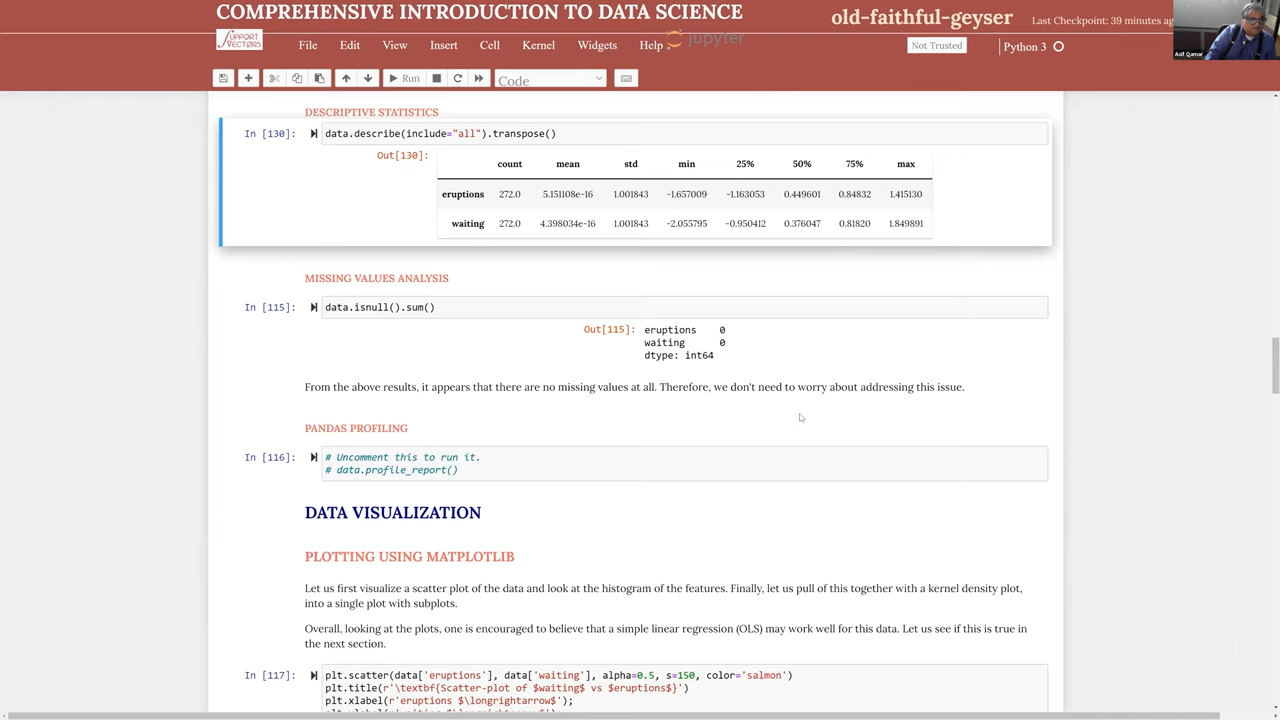 COMPREHENSIVE INTRODUCTION TO DATA SCIENCE
old-faithful-geyser
Last Checkpoint: 39 minutes ag
Asif Qamar
SUPPORT
VECTORS
File Edit View Insert Cell Kernel Widgets Help
jupyter
Not Trusted
Python 3
Run
Code
DESCRIPTIVE STATISTICS
In [130]: data.describe(include="all").transpose()
Out[130]:
count mean std min 25% 50% 75% max
eruptions 272.0 5.151108e-16 1.001843 -1.657009 -1.163053 0.449601 0.84832 1.415130
waiting 272.0 4.398034e-16 1.001843 -2.055795 -0.950412 0.376047 0.81820 1.849891
MISSING VALUES ANALYSIS
In [115]: data.isnull().sum()
Out[115]: eruptions 0
waiting 0
dtype: int64
From the above results, it appears that there are no missing values at all. Therefore, we don't need to worry about addressing this issue.
PANDAS PROFILING
In [116]: # Uncomment this to run it.
# data.profile_report()
DATA VISUALIZATION
PLOTTING USING MATPLOTLIB
Let us first visualize a scatter plot of the data and look at the histogram of the features. Finally, let us pull of this together with a kernel density plot,
into a single plot with subplots.
Overall, looking at the plots, one is encouraged to believe that a simple linear regression (OLS) may work well for this data. Let us see if this is true in
the next section.
In [117]: plt.scatter(data['eruptions'], data['waiting'], alpha=0.5, s=150, color='salmon')
plt.title(r'\textbf{Scatter-plot of $waiting$ vs $eruptions$}')
plt.xlabel(r'eruptions $\longrightarrow$');